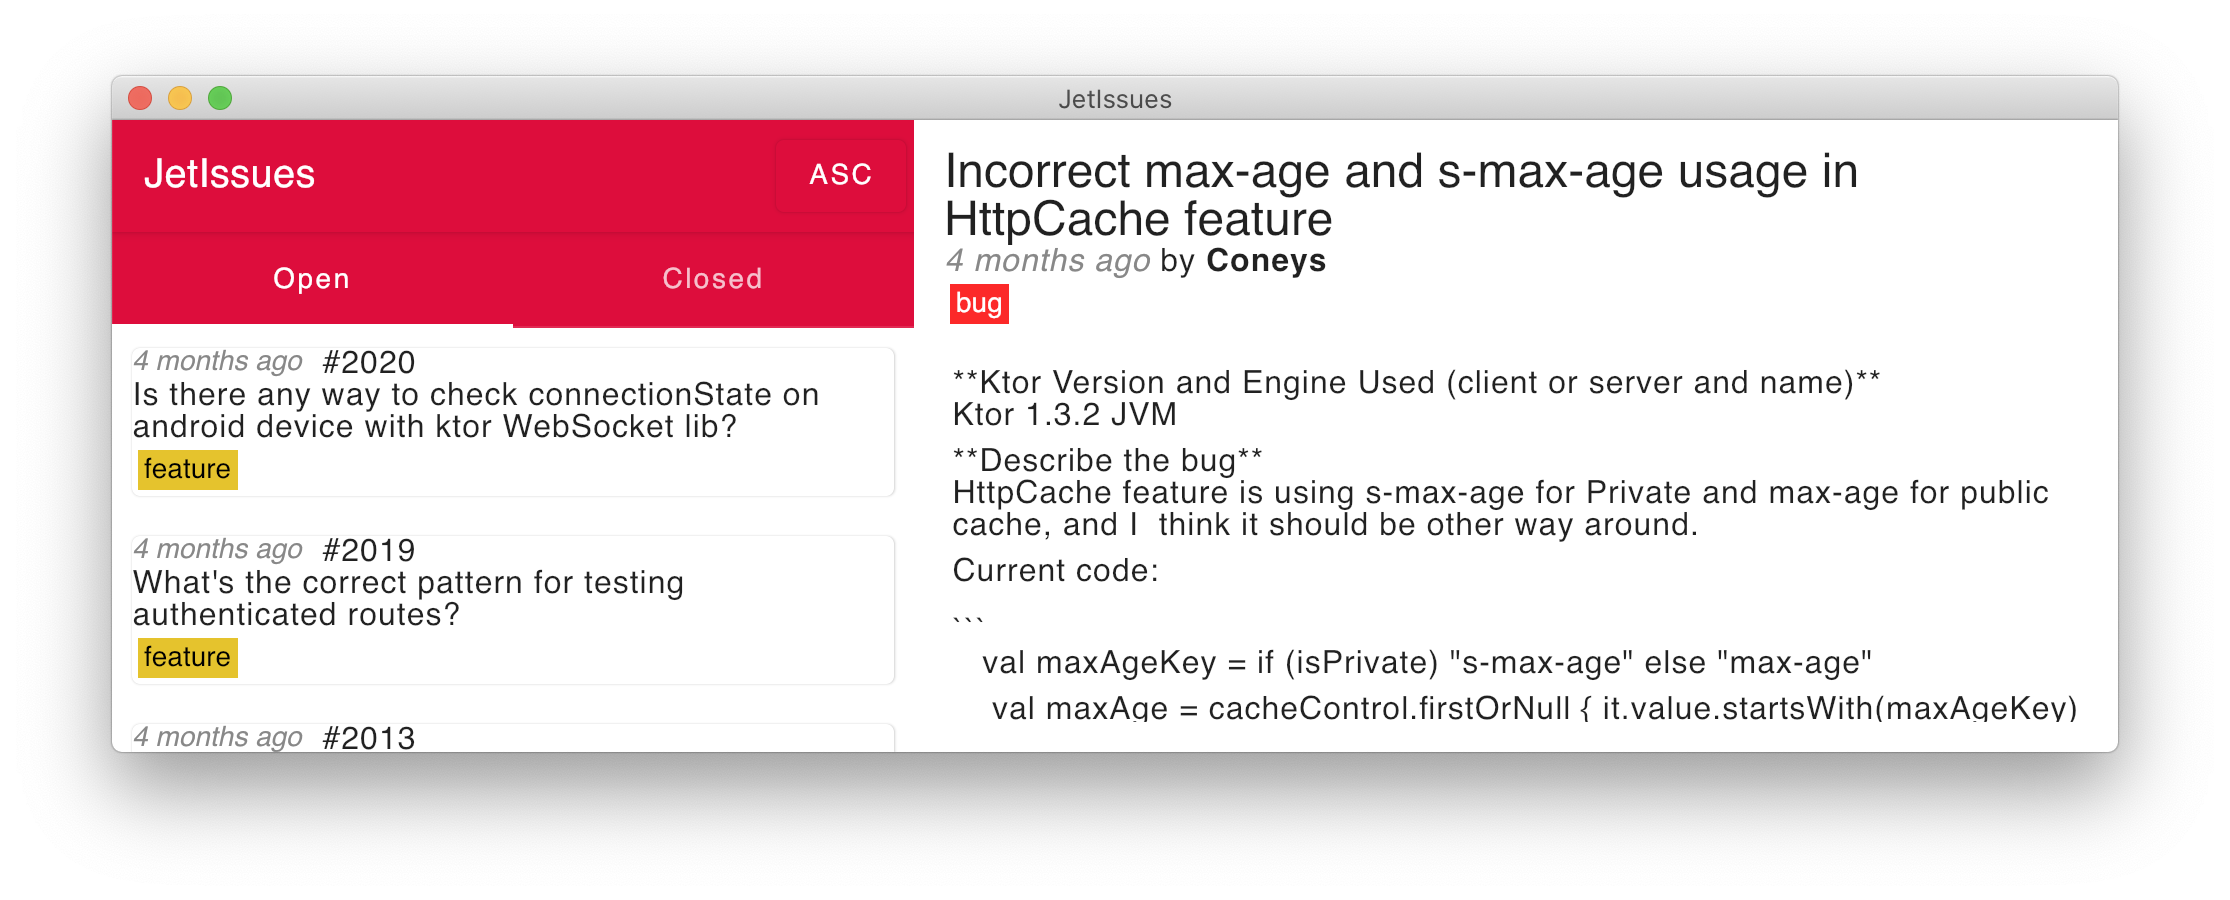 JetIssues
JetIssues
ASC
Open
Closed
4 months ago #2020
Is there any way to check connectionState on
android device with ktor WebSocket lib?
feature
4 months ago #2019
What's the correct pattern for testing
authenticated routes?
feature
4 months ago #2013
Incorrect max-age and s-max-age usage in
HttpCache feature
4 months ago by Coneys
bug
**Ktor Version and Engine Used (client or server and name)**
Ktor 1.3.2 JVM
**Describe the bug**
HttpCache feature is using s-max-age for Private and max-age for public
cache, and I  think it should be other way around.
Current code:
```
val maxAgeKey = if (isPrivate) "s-max-age" else "max-age"
val maxAge = cacheControl.firstOrNull { it.value.startsWith(maxAgeKey)